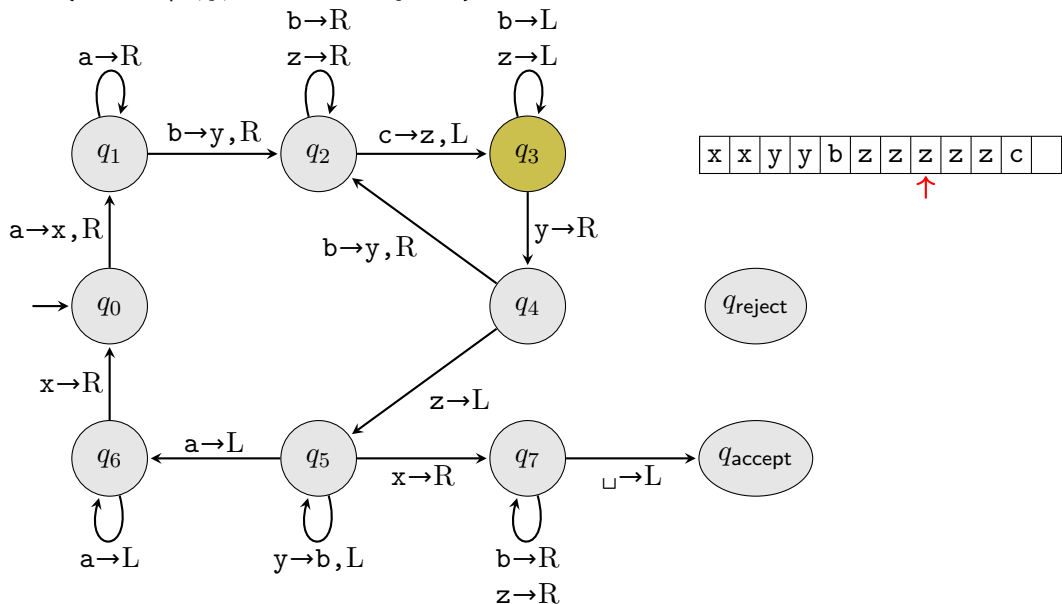 b→R
z→R
b→L
z→L
a→R
q1
b→y,R
q2
c→z,L
q3
x x y y b z z z z z c
↑
a→x,R
b→y,R
y→R
q0
q4
qreject
x→R
z→L
q6
a→L
q5
x→R
q7
␣→L
qaccept
a→L
y→b,L
b→R
z→R